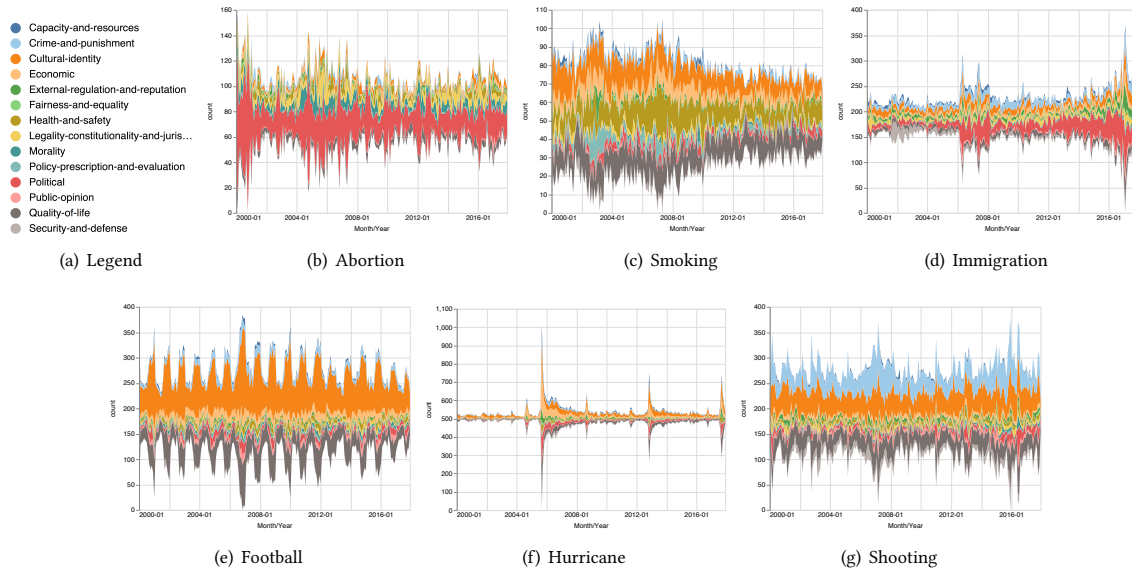 Capacity-and-resources
Crime-and-punishment
Cultural-identity
Economic
External-regulation-and-reputation
Fairness-and-equality
Health-and-safety
Legality-constitutionality-and-juris…
Morality
Policy-prescription-and-evaluation
Political
Public-opinion
Quality-of-life
Security-and-defense
(a) Legend
160
140
120
100
80
60
40
20
0
count
2000-01 2004-01 2008-01 2012-01 2016-01
Month/Year
(b) Abortion
110
100
90
80
70
60
50
40
30
20
10
0
count
2000-01 2004-01 2008-01 2012-01 2016-01
Month/Year
(c) Smoking
400
350
300
250
200
150
100
50
0
count
2000-01 2004-01 2008-01 2012-01 2016-01
Month/Year
(d) Immigration
400
350
300
250
200
150
100
50
0
count
2000-01 2004-01 2008-01 2012-01 2016-01
Month/Year
(e) Football
1,100
1,000
900
800
700
600
500
400
300
200
100
0
count
2000-01 2004-01 2008-01 2012-01 2016-01
Month/Year
(f) Hurricane
400
350
300
250
200
150
100
50
0
count
2000-01 2004-01 2008-01 2012-01 2016-01
Month/Year
(g) Shooting